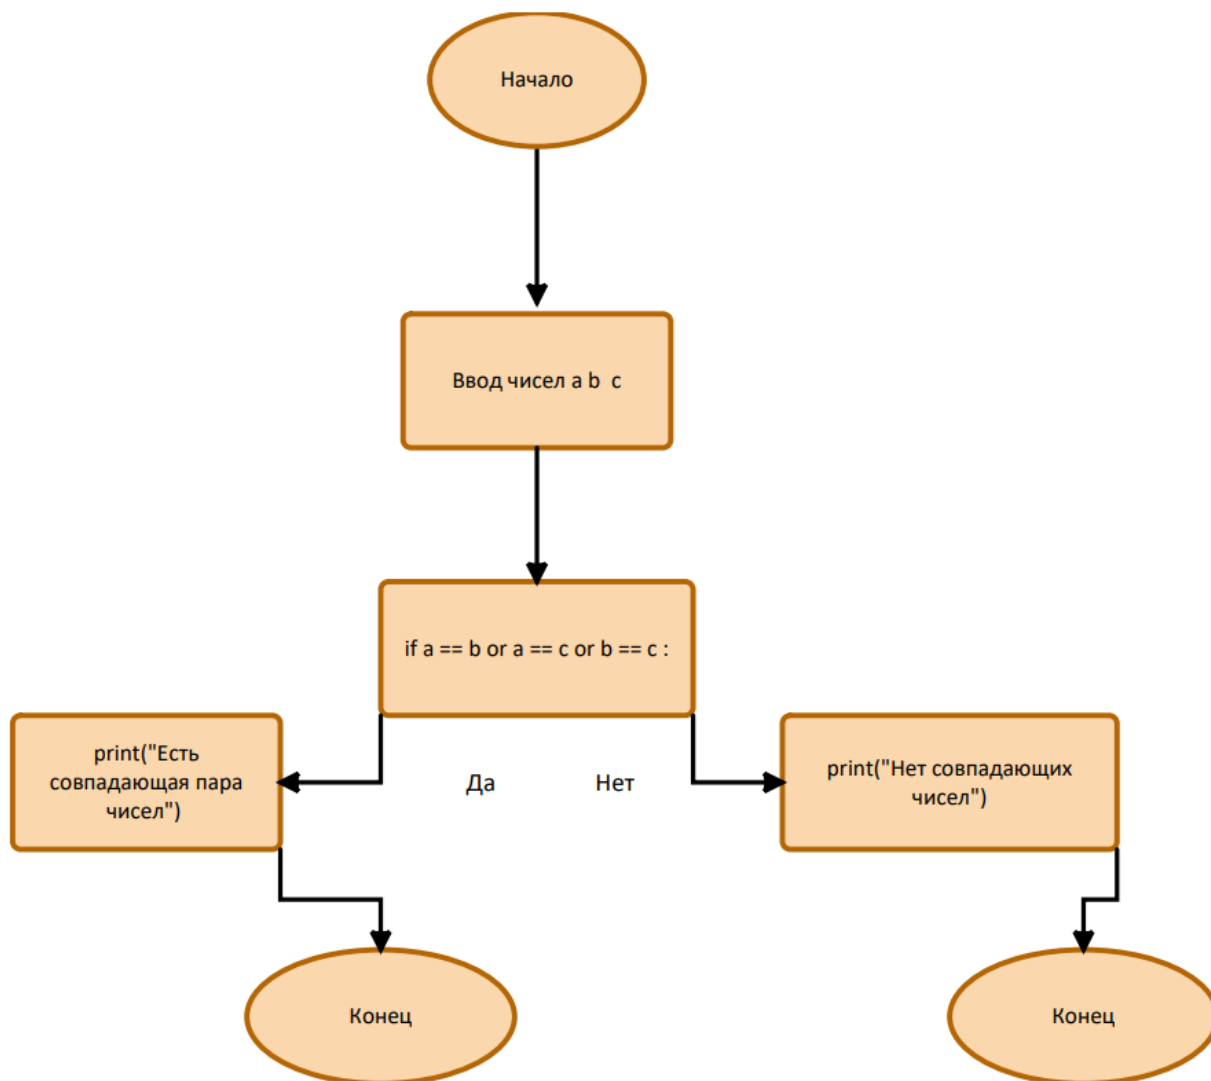 Начало
Ввод чисел a b  c
if a == b or a == c or b == c :
print("Есть
совпадающая пара
чисел")
Да
Нет
print("Нет совпадающих
чисел")
Конец
Конец